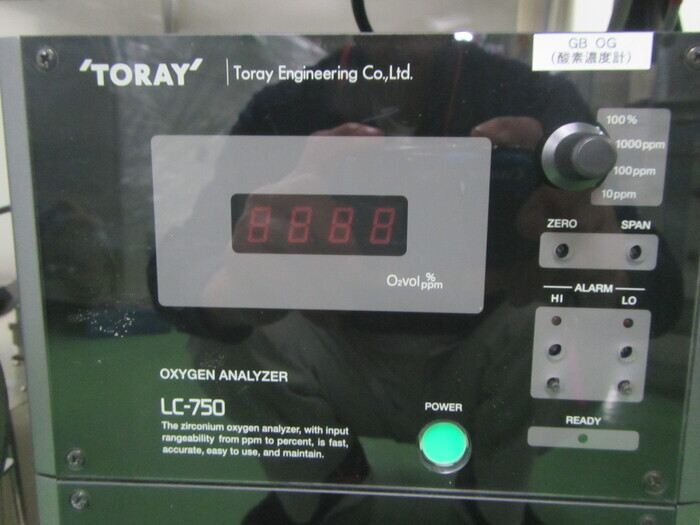 GB OG
(酸素濃度計)
'TORAY' Toray Engineering Co.,Ltd.
100%
1000ppm
100ppm
10ppm
8888
ZERO SPAN
O₂vol % ppm
ALARM
HI LO
OXYGEN ANALYZER
LC-750
The zirconium oxygen analyzer, with input
rangeability from ppm to percent, is fast,
accurate, easy to use, and maintain.
POWER
READY